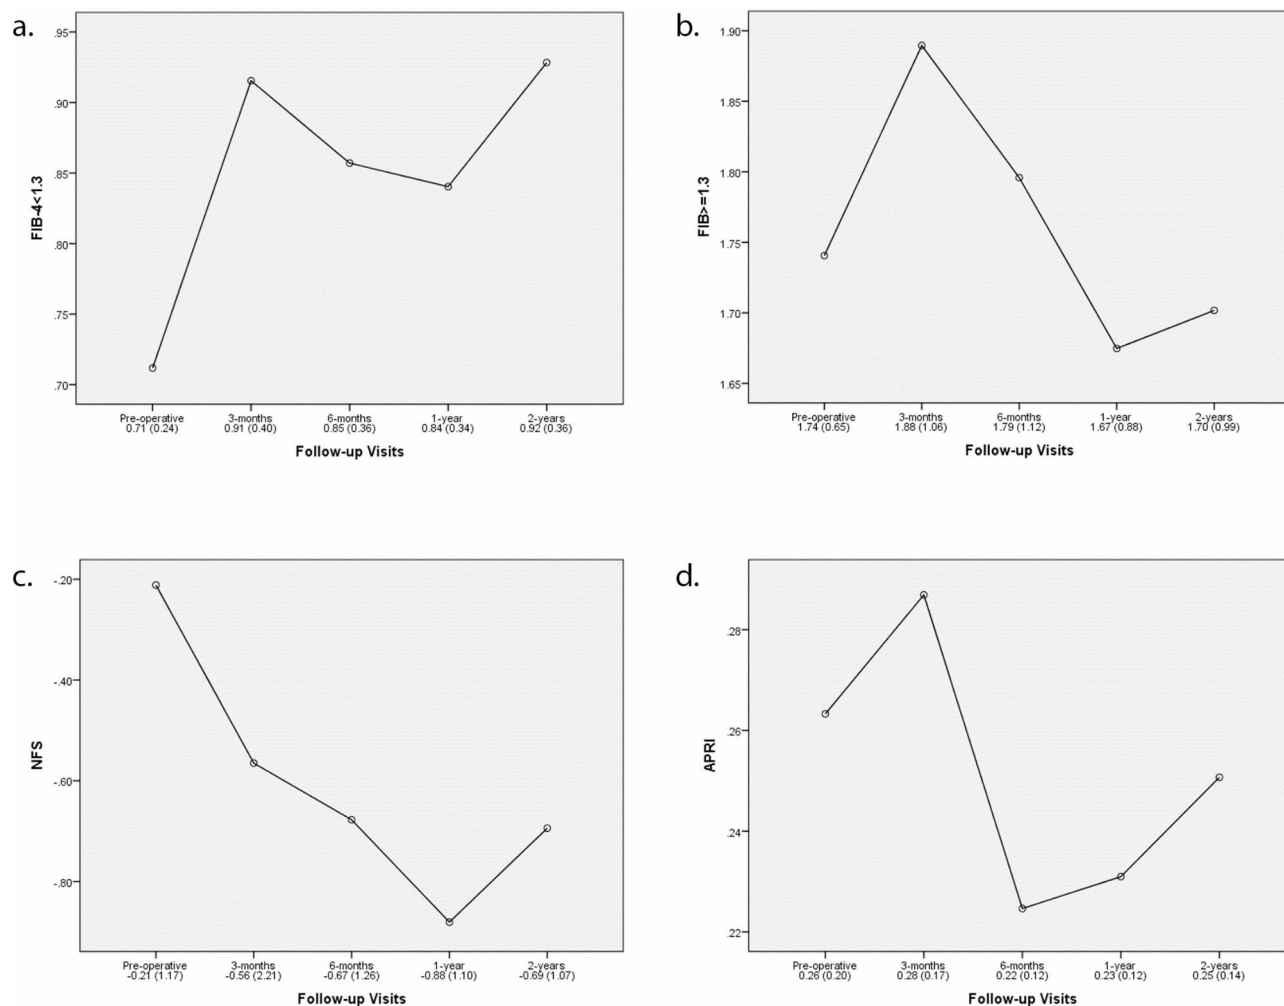 a.
.95
.90
.85
.80
.75
.70
FIB-4<1.3
Pre-operative 3-months 6-months 1-year 2-years
0.71 (0.24) 0.91 (0.40) 0.85 (0.36) 0.84 (0.34) 0.92 (0.36)
Follow-up Visits
b.
1.90
1.85
1.80
1.75
1.70
1.65
FIB>=1.3
Pre-operative 3-months 6-months 1-year 2-years
1.74 (0.65) 1.88 (1.06) 1.79 (1.12) 1.67 (0.88) 1.70 (0.99)
Follow-up Visits
c.
-.20
-.40
-.60
-.80
NFS
Pre-operative 3-months 6-months 1-year 2-years
-0.21 (1.17) -0.56 (2.21) -0.67 (1.26) -0.88 (1.10) -0.69 (1.07)
Follow-up Visits
d.
.28
.26
.24
.22
APRI
Pre-operative 3-months 6-months 1-year 2-years
0.26 (0.20) 0.28 (0.17) 0.22 (0.12) 0.23 (0.12) 0.25 (0.14)
Follow-up Visits